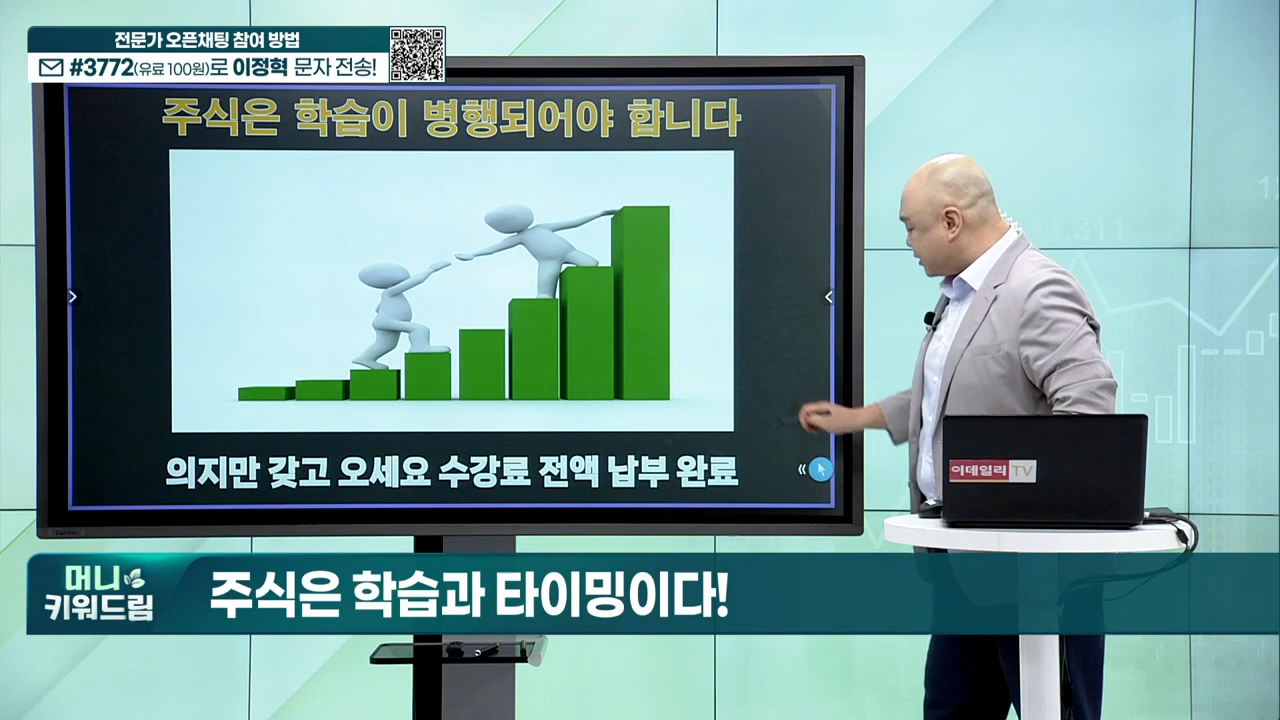 전문가 오픈채팅 참여 방법
#3772(유료 100원)로 이정혁 문자 전송!
주식은 학습이 병행되어야 합니다
의지만 갖고 오세요 수강료 전액 납부 완료
이데일리TV
머니
키워드림
주식은 학습과 타이밍이다!